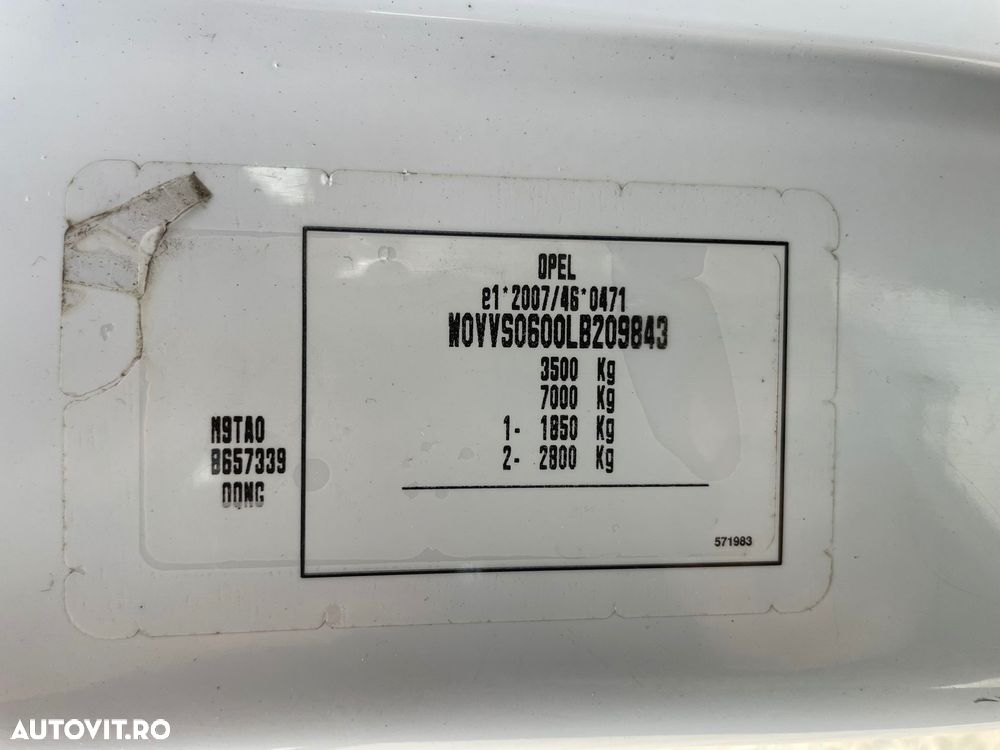 OPEL
e1*2007/46*0471
W0VVS0600LB209843
3500 Kg
7000 Kg
1- 1850 Kg
2- 2800 Kg
M9TA0
B657339
0QNG
571983
AUTOVIT.RO